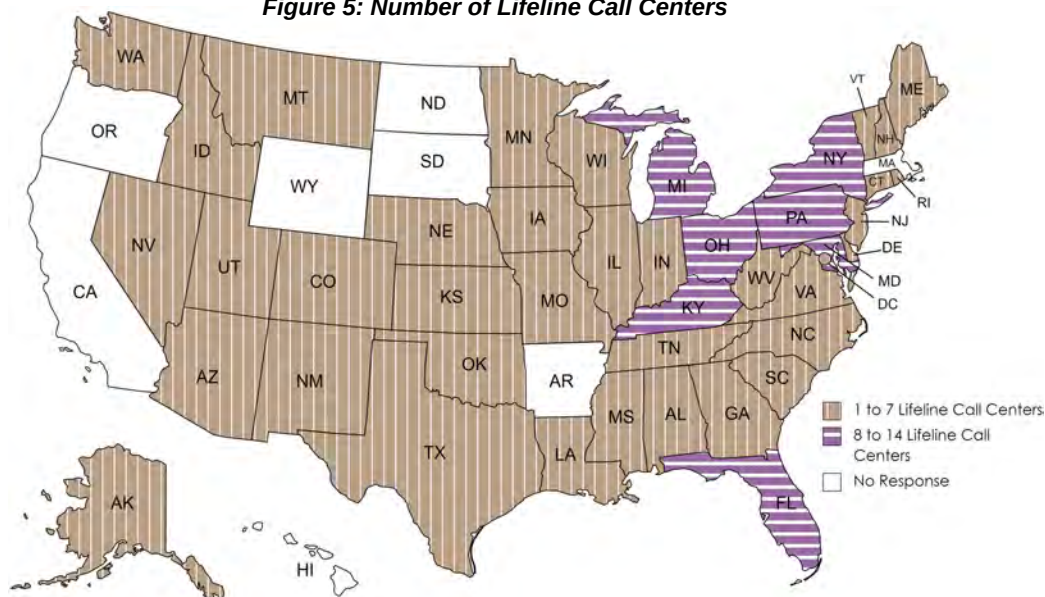 Figure 5: Number of Lifeline Call Centers
WA
MT
ND
MN
VT
ME
OR
ID
SD
WI
NH
NY
MA
WY
MI
CT
RI
IA
PA
NE
NJ
NV
OH
UT
IL
IN
DE
CO
WV
MD
CA
KS
MO
VA
DC
KY
NC
TN
OK
AZ
NM
AR
SC
1 to 7 Lifeline Call Centers
MS
AL
GA
8 to 14 Lifeline Call
Centers
TX
LA
No Response
AK
FL
HI